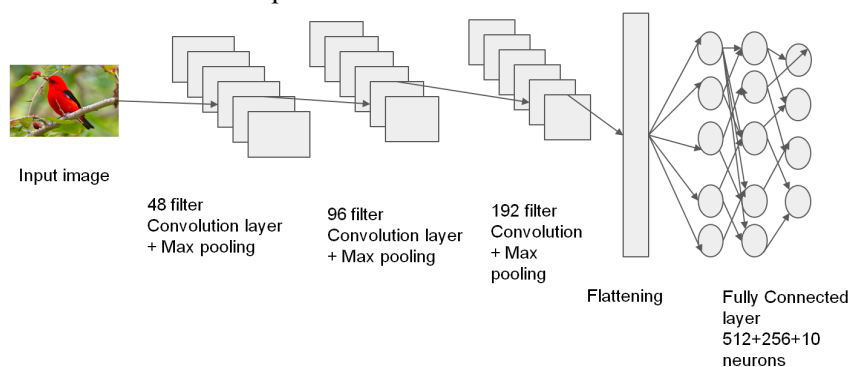 Input image
48 filter
Convolution layer
+ Max pooling
96 filter
Convolution layer
+ Max pooling
192 filter
Convolution
+ Max
pooling
Flattening
Fully Connected
layer
512+256+10
neurons